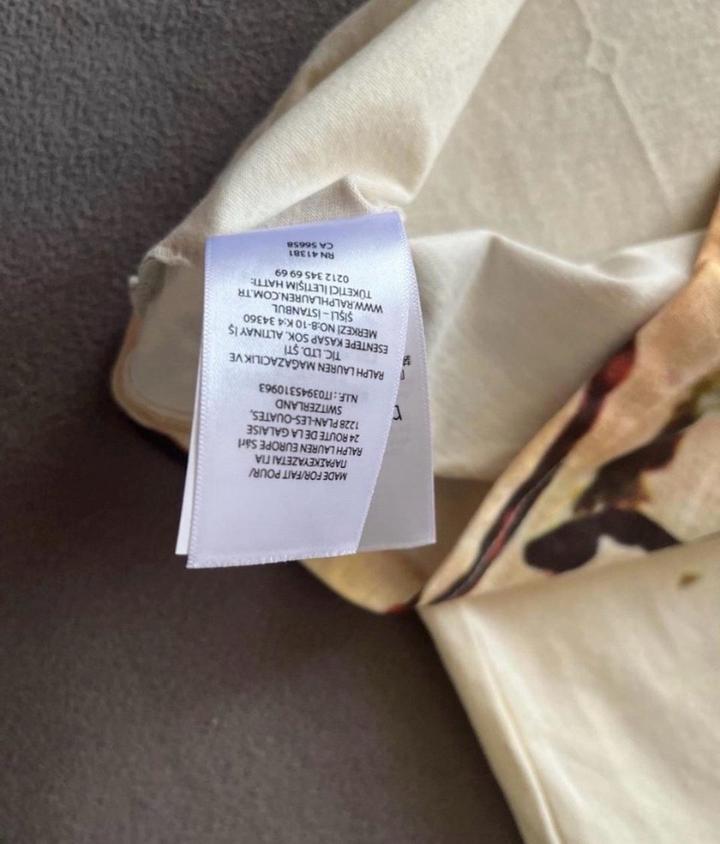 MADE FOR/FAIT POUR/
ΠΑΡΑΣΚΕΥΑΖΕΤΑΙ ΓΙΑ
RALPH LAUREN EUROPE Sàrl
24 ROUTE DE LA GALAISE
1228 PLAN-LES-OUATES,
SWITZERLAND
N.I.F.: IT03945310963
RALPH LAUREN MAĞAZACILIK VE
TIC. LTD. ŞTİ
ESENTEPE KASAP SOK. ALTINAY İŞ
MERKEZİ NO:8-10 K:4 34360
ŞİŞLİ – ISTANBUL
WWW.RALPHLAUREN.COM.TR
TÜKETİCİ İLETİŞİM HATTI:
0212 345 69 69
RN 41381
CA 56658